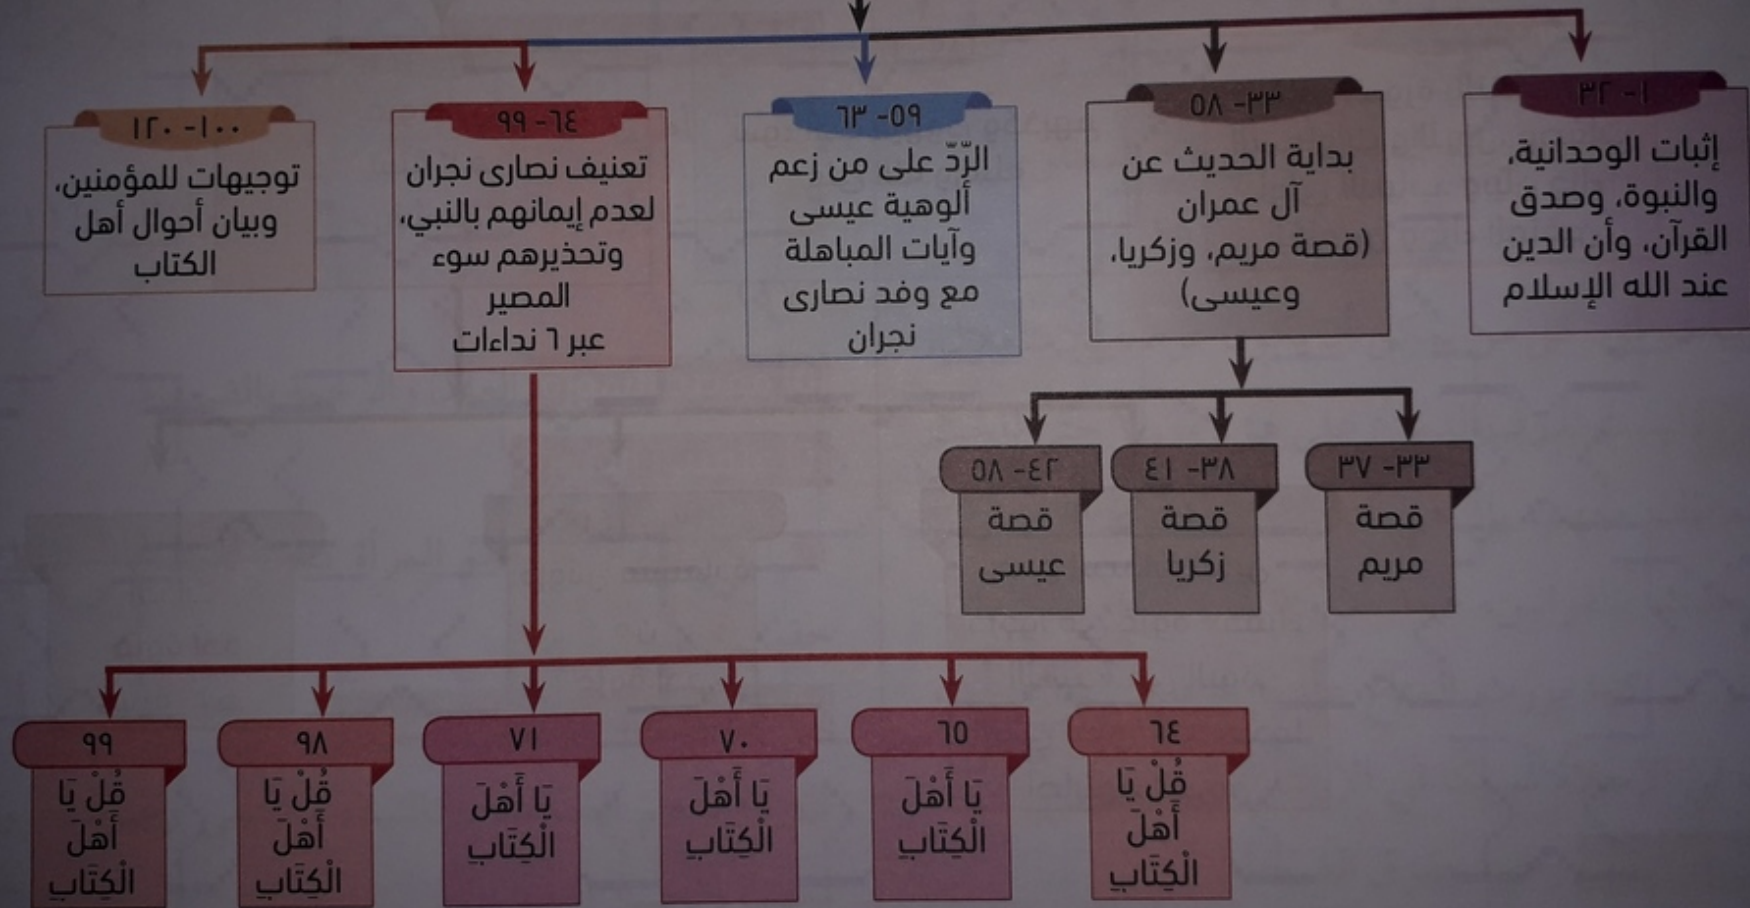 ١- ٣٢
إثبات الوحدانية،
والنبوة، وصدق
القرآن، وأن الدين
عند الله الإسلام
٣٣- ٥٨
بداية الحديث عن
آل عمران
(قصة مريم، وزكريا،
وعيسى)
٥٩- ٦٣
الرّدّ على من زعم
ألوهية عيسى
وآيات المباهلة
مع وفد نصارى
نجران
٦٤- ٩٩
تعنيف نصارى نجران
لعدم إيمانهم بالنبي،
وتحذيرهم سوء
المصير
عبر ٦ نداءات
١٠٠- ١٢٠
توجيهات للمؤمنين،
وبيان أحوال أهل
الكتاب
٣٣- ٣٧
قصة
مريم
٣٨- ٤١
قصة
زكريا
٤٢- ٥٨
قصة
عيسى
٦٤
قُلْ يَا
أَهْلَ
الْكِتَابِ
٦٥
يَا أَهْلَ
الْكِتَابِ
٧٠
يَا أَهْلَ
الْكِتَابِ
٧١
يَا أَهْلَ
الْكِتَابِ
٩٨
قُلْ يَا
أَهْلَ
الْكِتَابِ
٩٩
قُلْ يَا
أَهْلَ
الْكِتَابِ